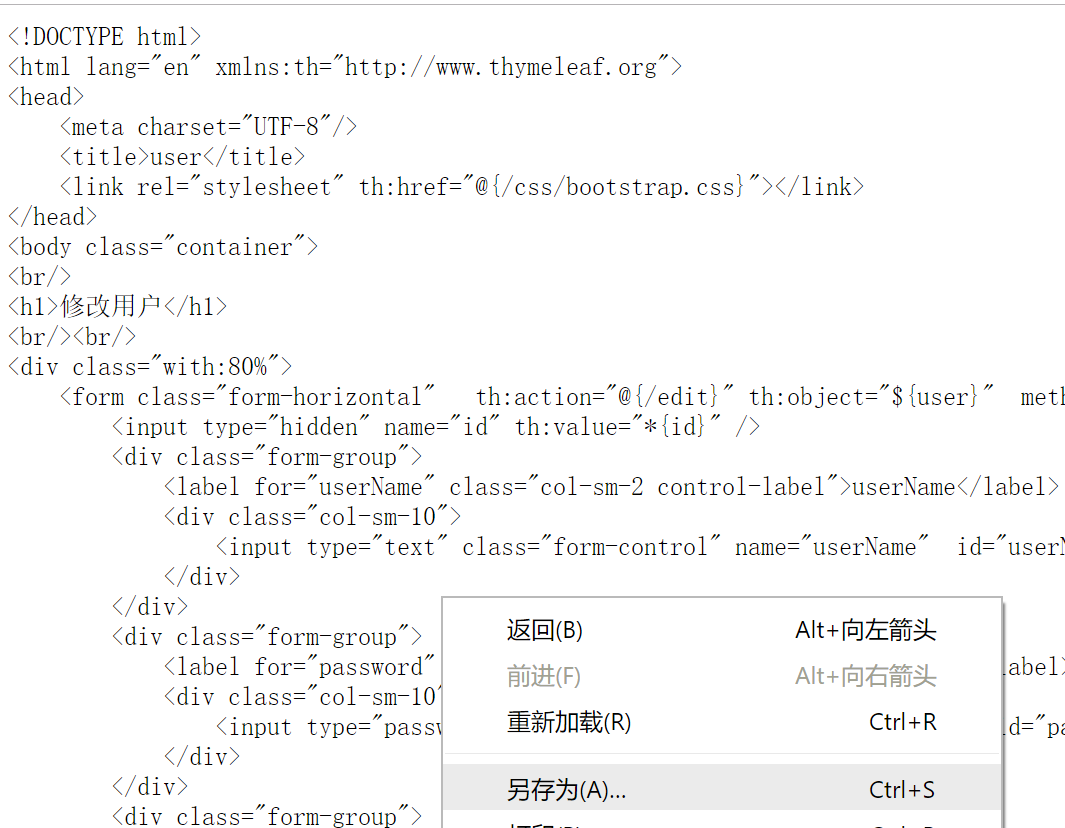 <!DOCTYPE html>
<html lang="en" xmlns:th="http://www.thymeleaf.org">
<head>
    <meta charset="UTF-8"/>
    <title>user</title>
    <link rel="stylesheet" th:href="@{/css/bootstrap.css}"></link>
</head>
<body class="container">
<br/>
<h1>修改用户</h1>
<br/><br/>
<div class="with:80%">
    <form class="form-horizontal"   th:action="@{/edit}" th:object="${user}"  meth
        <input type="hidden" name="id" th:value="*{id}" />
        <div class="form-group">
            <label for="userName" class="col-sm-2 control-label">userName</label>
            <div class="col-sm-10">
                <input type="text" class="form-control" name="userName"  id="userN
            </div>
        </div>
        <div class="form-group">
            <label for="password" abel>
            <div class="col-sm-10"
                <input type="passw d="pa
            </div>
        </div>
        <div class="form-group">
返回(B) Alt+向左箭头
前进(F) Alt+向右箭头
重新加载(R) Ctrl+R
另存为(A)... Ctrl+S